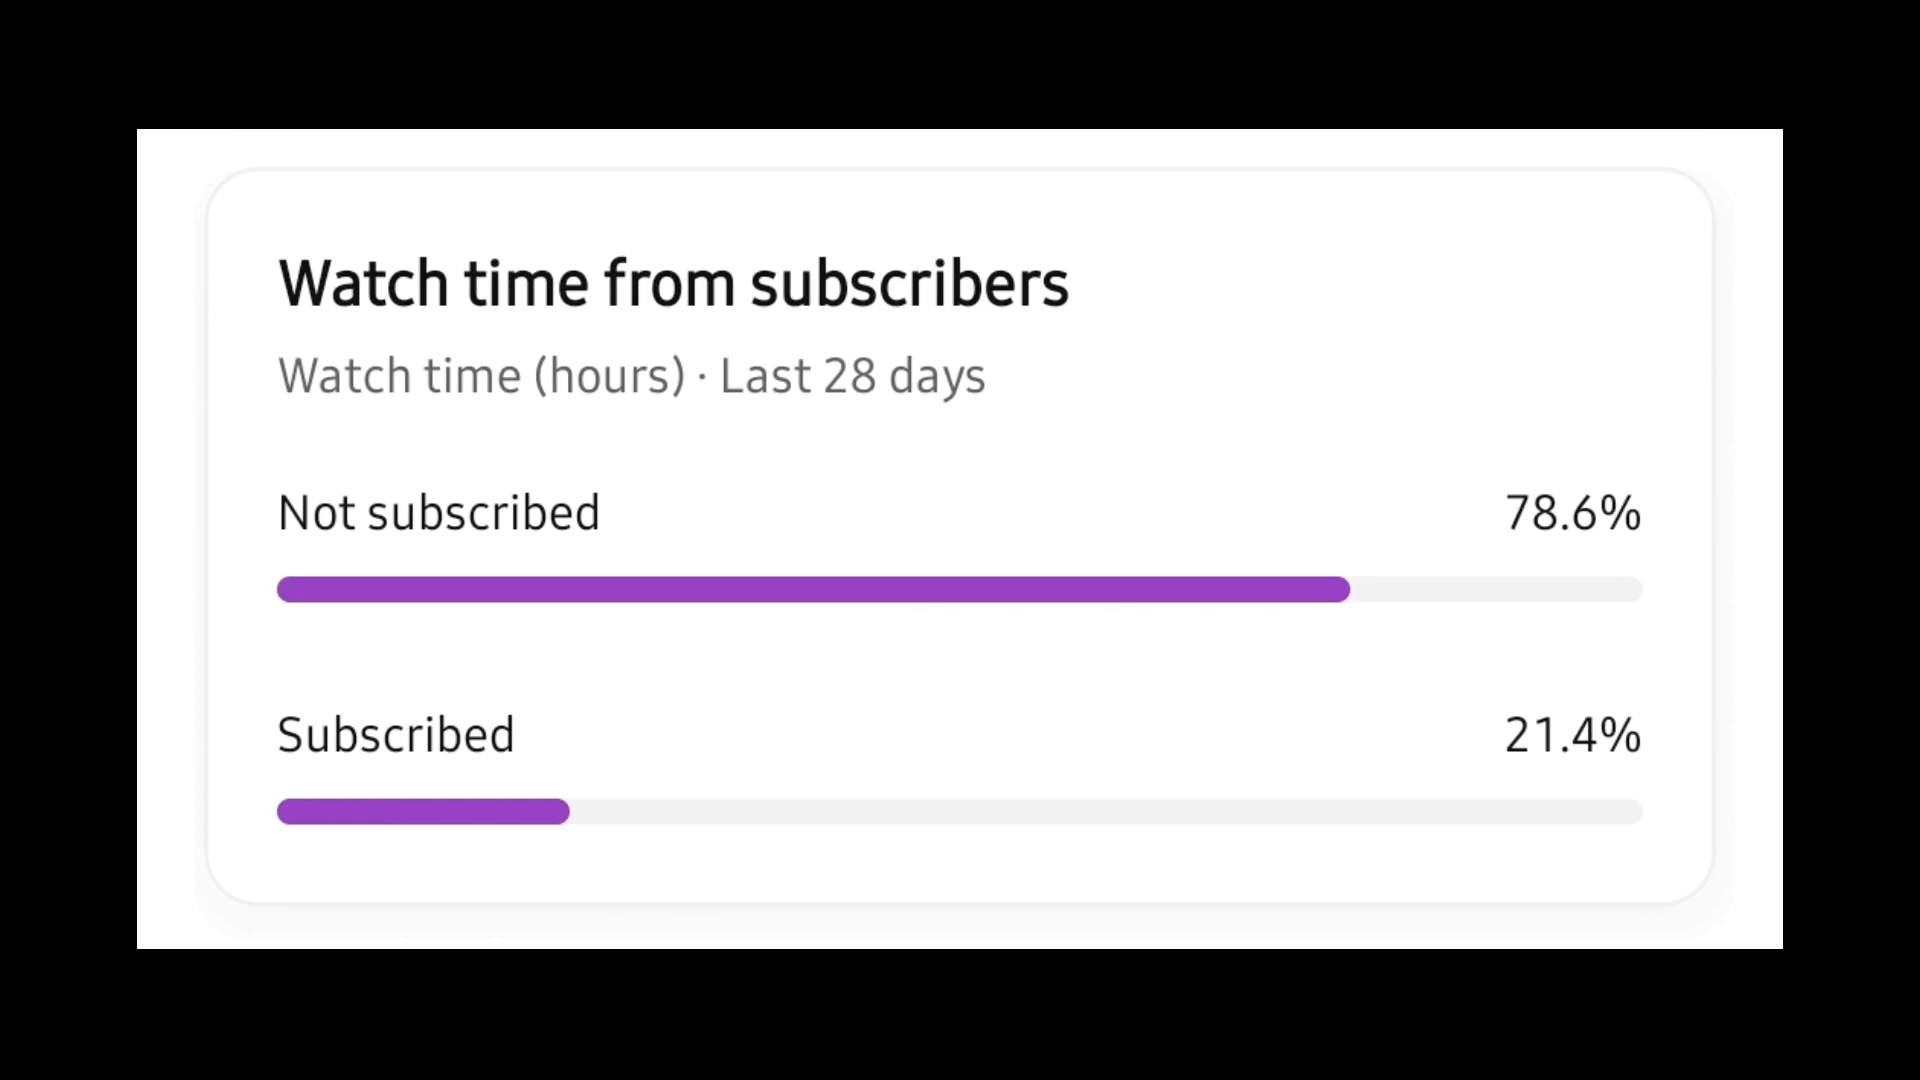 Watch time from subscribers
Watch time (hours) · Last 28 days
Not subscribed 78.6%
Subscribed 21.4%